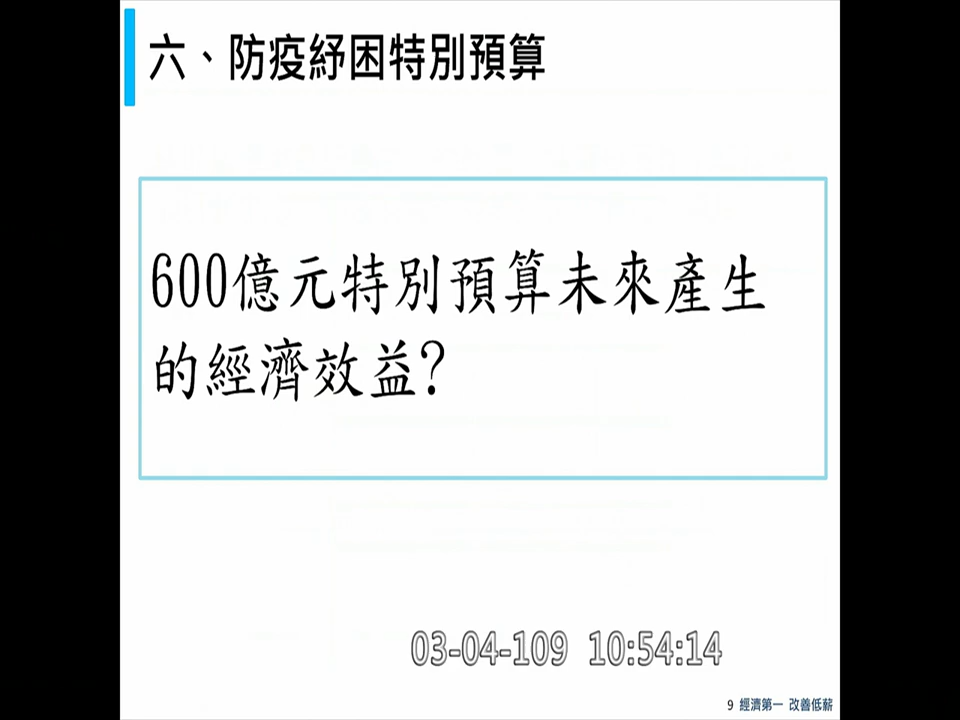 六、防疫紓困特別預算
600億元特別預算未來產生
的經濟效益?
03-04-109 10:54:14
9 經濟第一 改善低薪